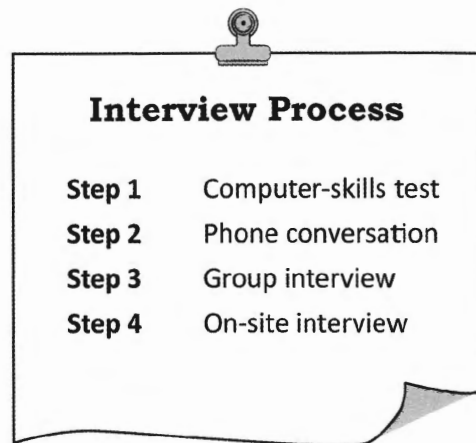 Interview Process
Step 1 Computer-skills test
Step 2 Phone conversation
Step 3 Group interview
Step 4 On-site interview